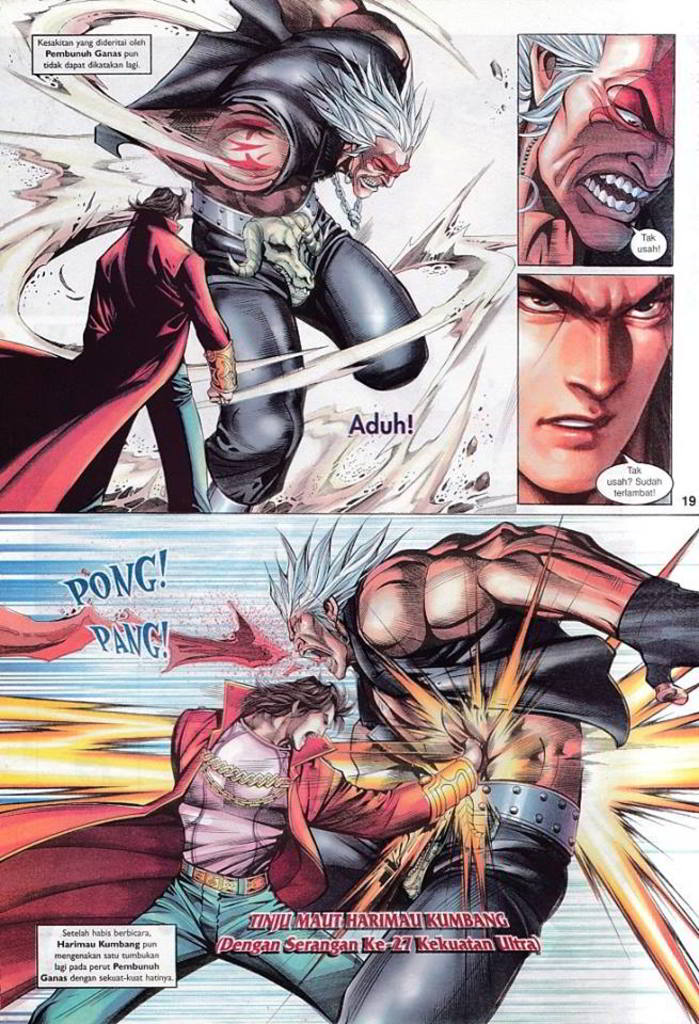 Kesakitan yang dideritai oleh
Pembunuh Ganas pun
tidak dapat dikatakan lagi.
Aduh!
Tak
usah!
Tak
usah? Sudah
terlambat!
19
PONG!
PANG!
TINJU MAUT HARIMAU KUMBANG
(Dengan Serangan Ke-27 Kekuatan Ultra)
Setelah habis berbicara,
Harimau Kumbang pun
mengenakan satu tumbukan
lagi pada perut Pembunuh
Ganas dengan sekuat-kuat hatinya.